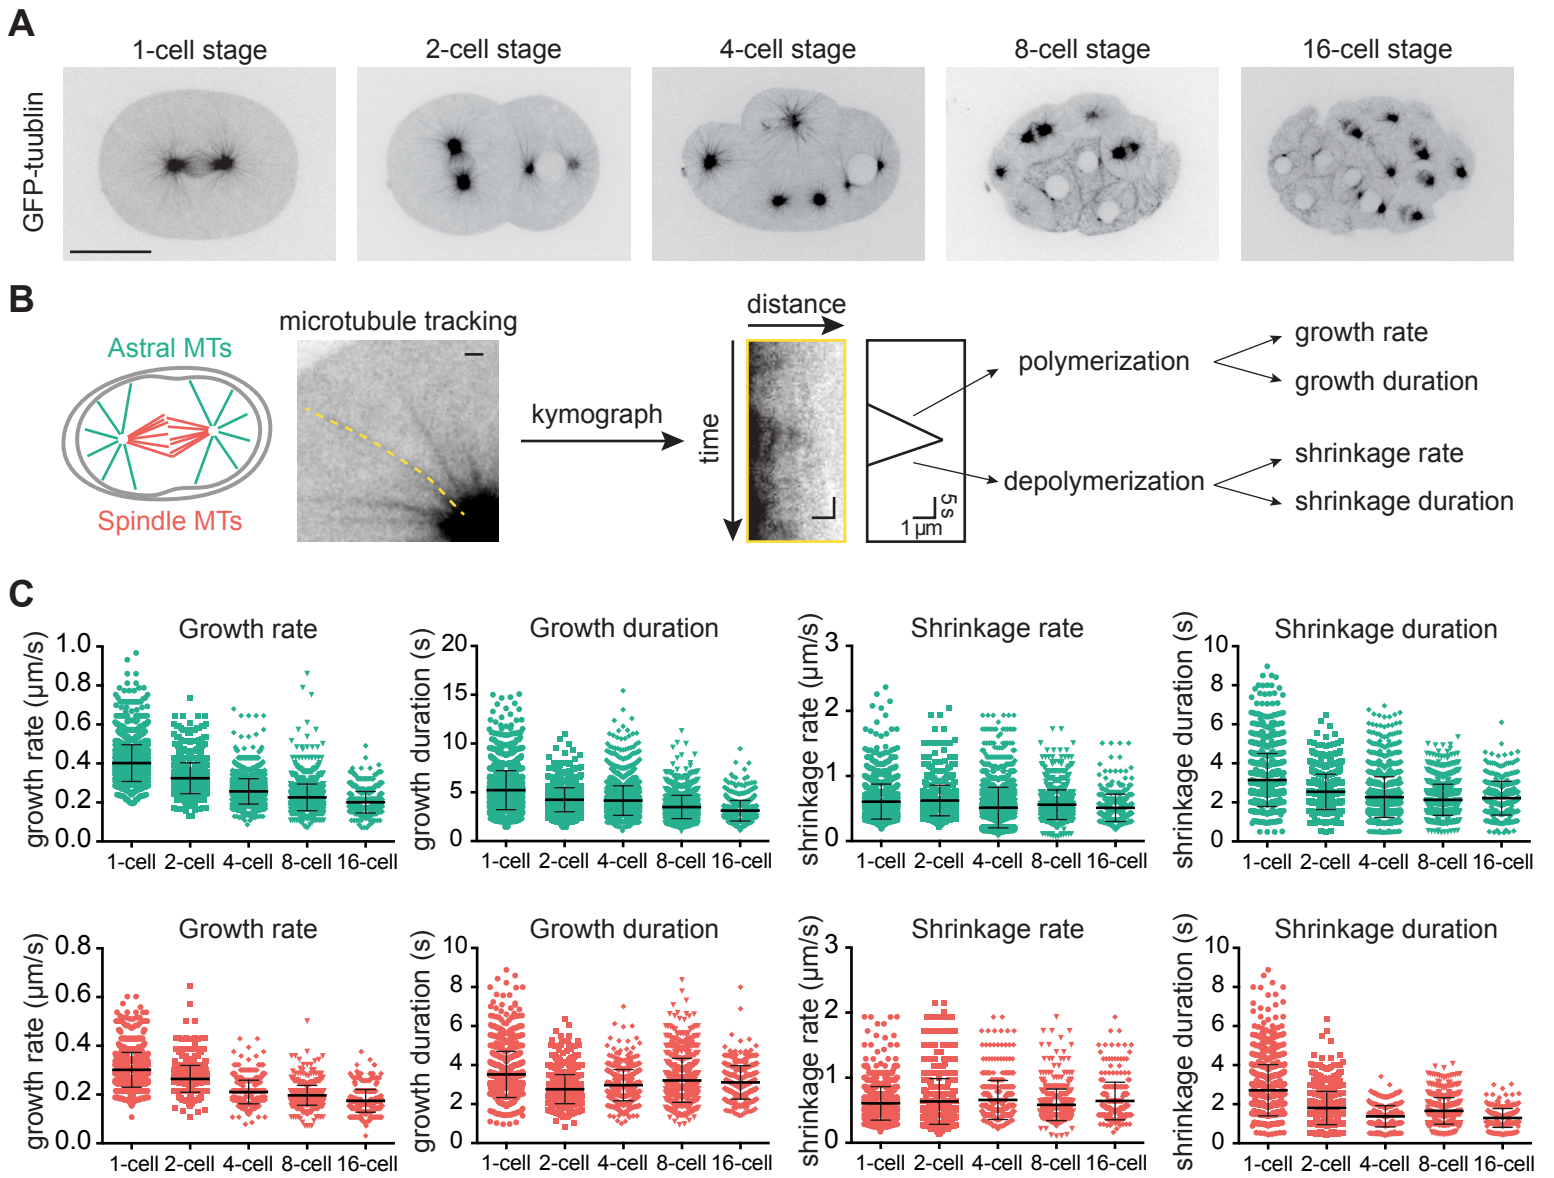 A
1-cell stage
2-cell stage
4-cell stage
8-cell stage
16-cell stage
GFP-tuublin
B
Astral MTs
Spindle MTs
microtubule tracking
kymograph
distance
time
5 s
1 µm
polymerization
depolymerization
growth rate
growth duration
shrinkage rate
shrinkage duration
C
Growth rate
growth rate (µm/s)
1.0
0.8
0.6
0.4
0.2
0.0
1-cell 2-cell 4-cell 8-cell 16-cell
Growth duration
growth duration (s)
20
15
10
5
0
1-cell 2-cell 4-cell 8-cell 16-cell
Shrinkage rate
shrinkage rate (µm/s)
3
2
1
0
1-cell 2-cell 4-cell 8-cell 16-cell
Shrinkage duration
shrinkage duration (s)
10
8
6
4
2
0
1-cell 2-cell 4-cell 8-cell 16-cell
Growth rate
growth rate (µm/s)
0.8
0.6
0.4
0.2
0.0
1-cell 2-cell 4-cell 8-cell 16-cell
Growth duration
growth duration (s)
10
8
6
4
2
0
1-cell 2-cell 4-cell 8-cell 16-cell
Shrinkage rate
shrinkage rate (µm/s)
3
2
1
0
1-cell 2-cell 4-cell 8-cell 16-cell
Shrinkage duration
shrinkage duration (s)
10
8
6
4
2
0
1-cell 2-cell 4-cell 8-cell 16-cell